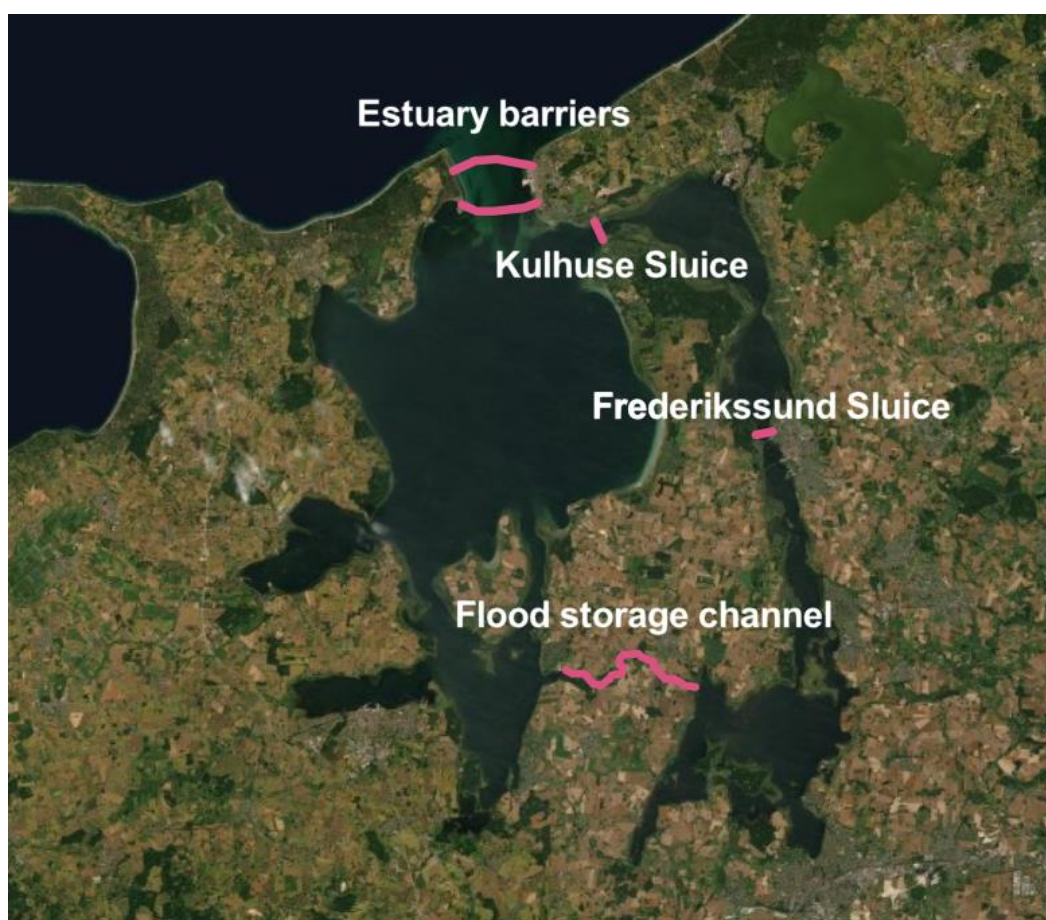 Estuary barriers
Kulhuse Sluice
Frederikssund Sluice
Flood storage channel